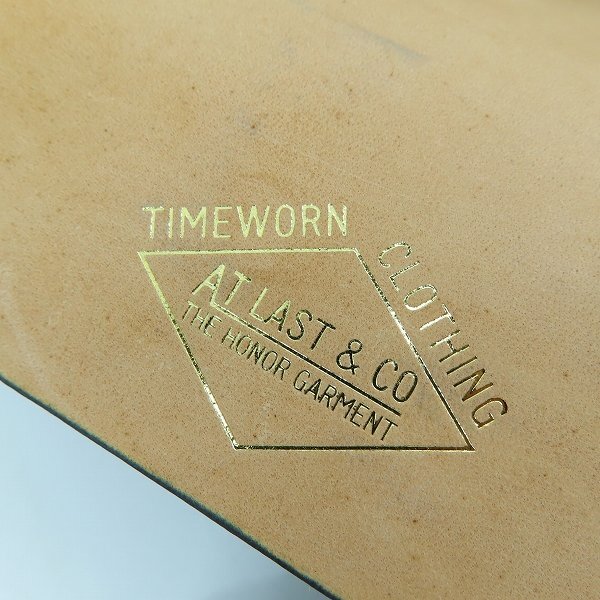 TIMEWORN
CLOTHING
AT LAST & CO
THE HONOR GARMENT